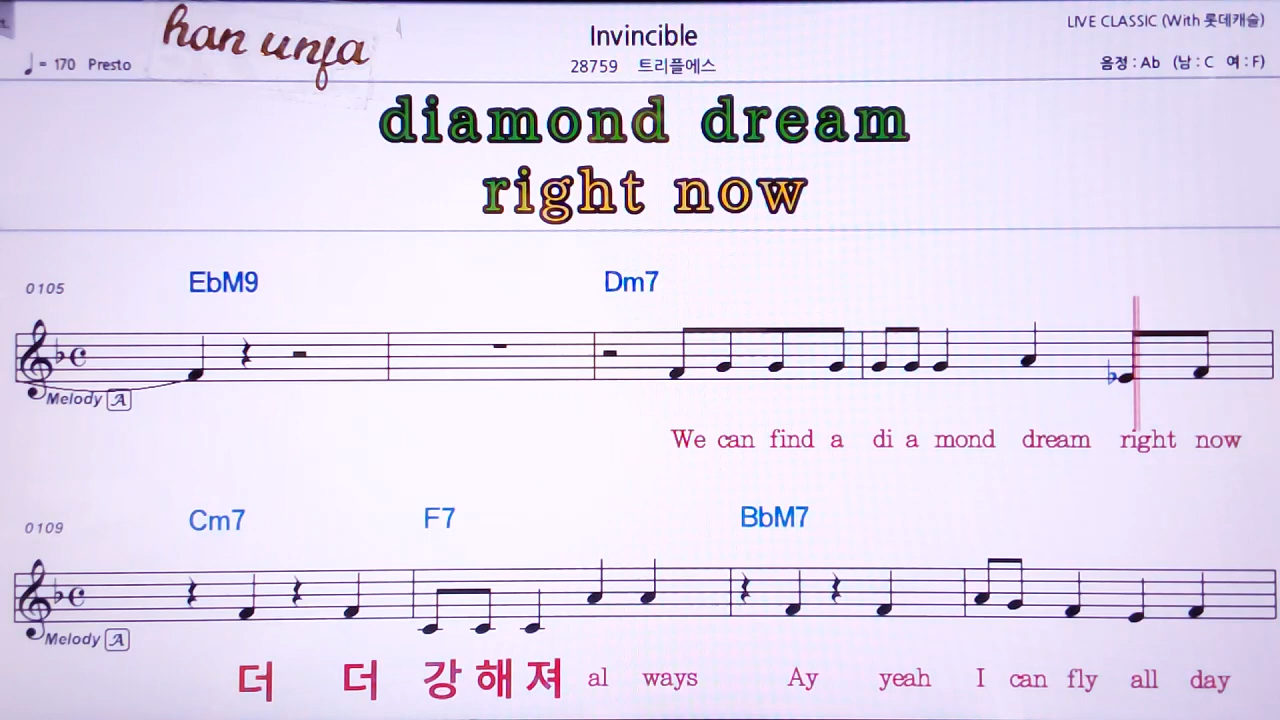 LIVE CLASSIC (With 롯데캐슬)
han unfa
Invincible
♩ = 170 Presto
28759 트리플에스
음정 : Ab (남 : C 여 : F)
diamond dream
right now
0105
EbM9 Dm7
Melody A
We can find a di a mond dream right now
0109
Cm7 F7 BbM7
Melody A
더 더 강 해 져 al ways Ay yeah I can fly all day